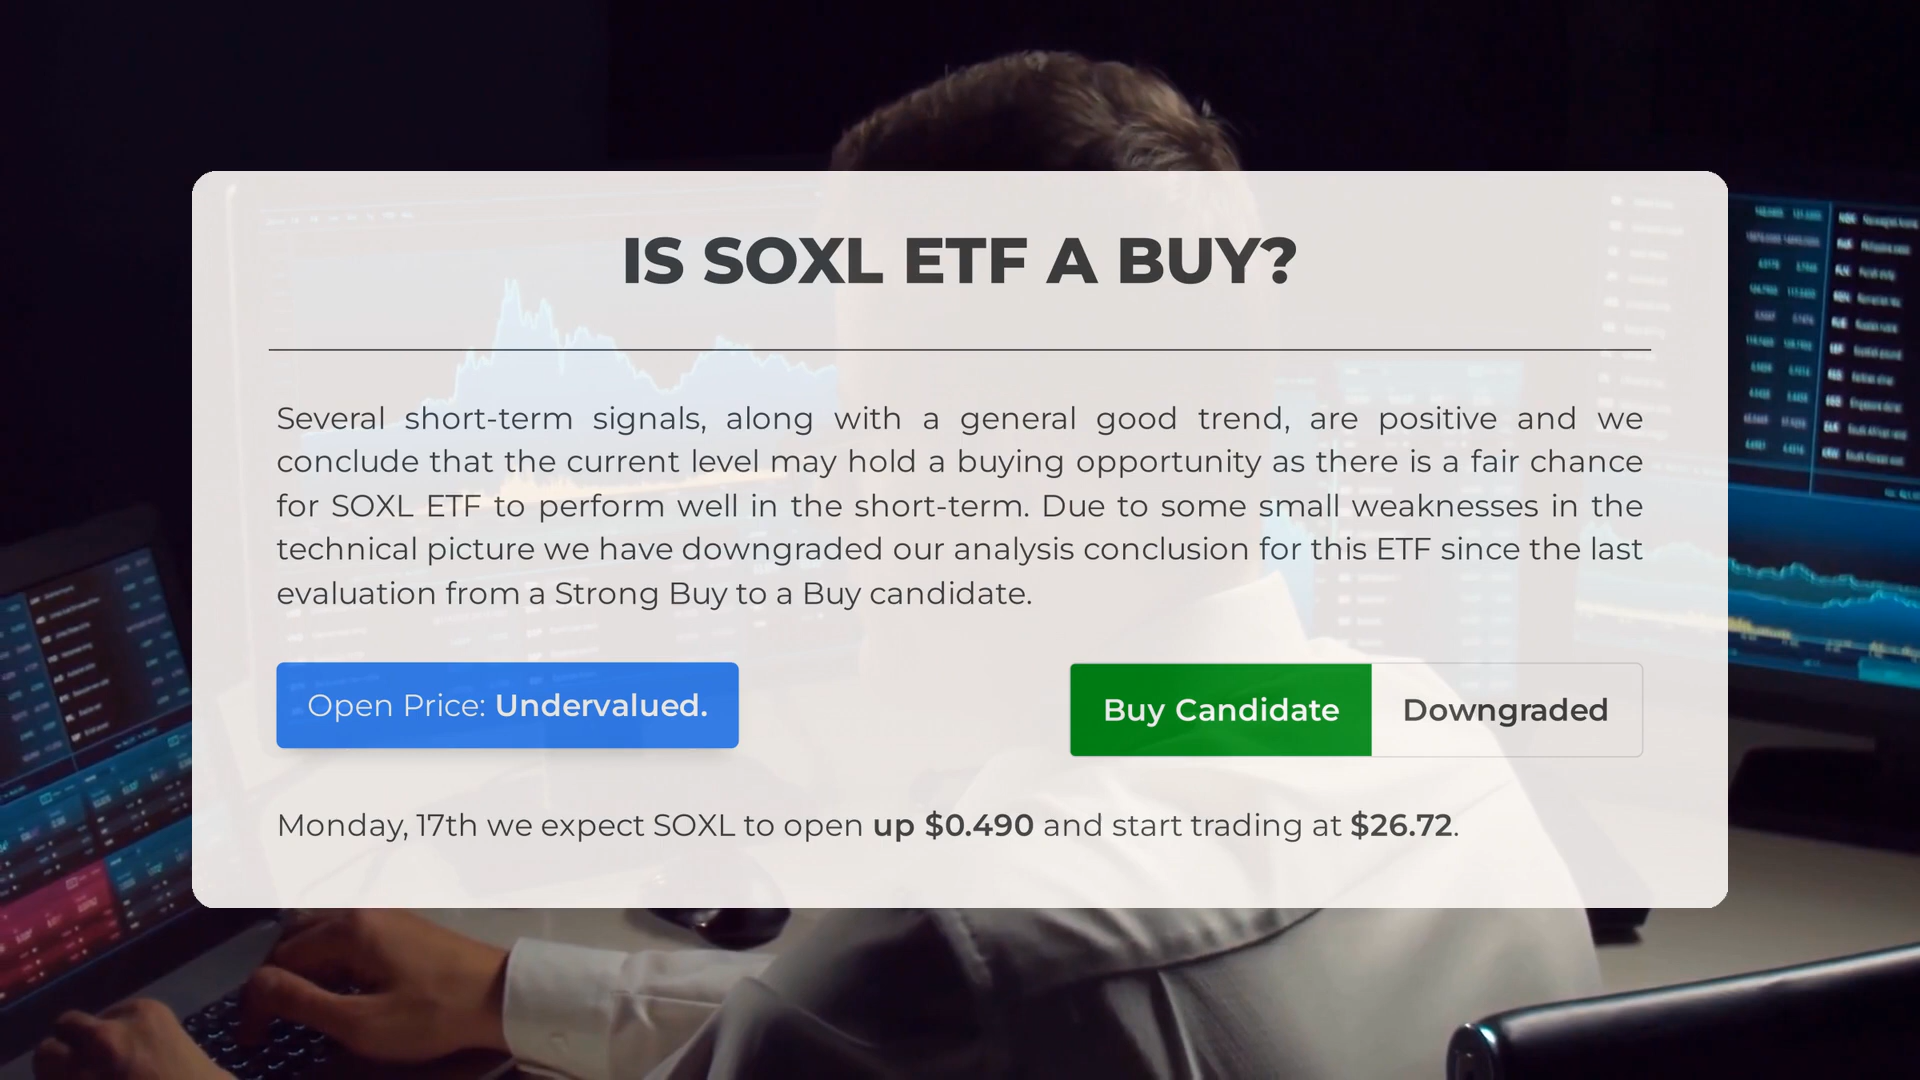 IS SOXL ETF A BUY?
Several short-term signals, along with a general good trend, are positive and we
conclude that the current level may hold a buying opportunity as there is a fair chance
for SOXL ETF to perform well in the short-term. Due to some small weaknesses in the
technical picture we have downgraded our analysis conclusion for this ETF since the last
evaluation from a Strong Buy to a Buy candidate.
Open Price: Undervalued.
Buy Candidate Downgraded
Monday, 17th we expect SOXL to open up $0.490 and start trading at $26.72.